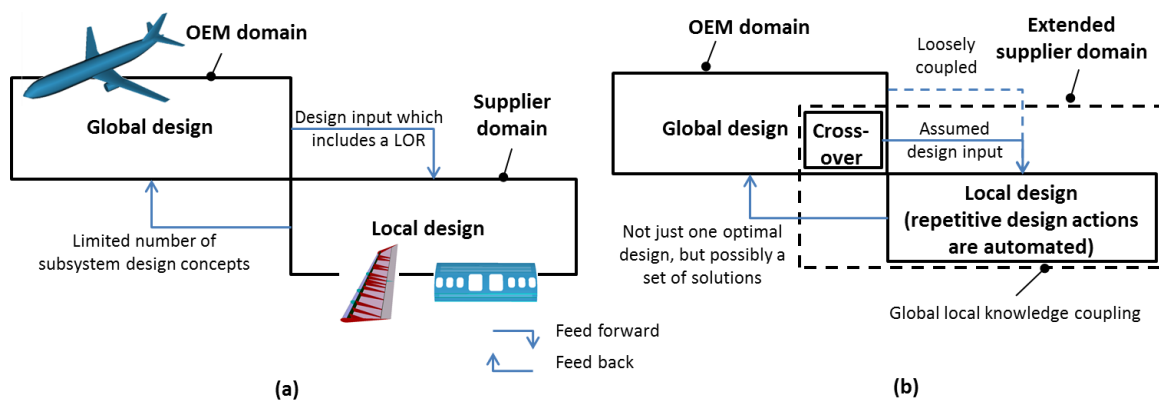 OEM domain
Global design
Design input which
includes a LOR
Supplier
domain
Limited number of
subsystem design concepts
Local design
Feed forward
Feed back
(a)
OEM domain
Loosely
coupled
Extended
supplier domain
Global design
Cross-
over
Assumed
design input
Local design
(repetitive design actions
are automated)
Not just one optimal
design, but possibly a
set of solutions
Global local knowledge coupling
(b)